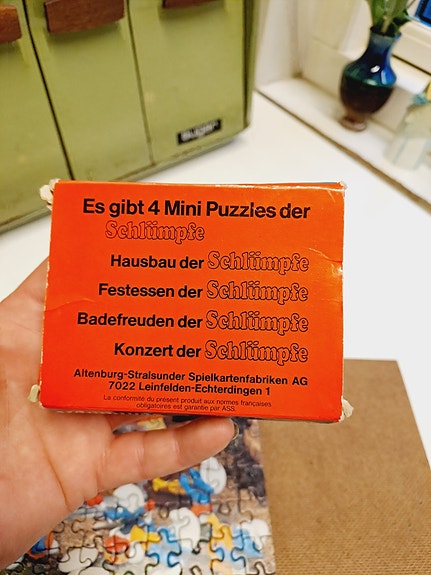 Es gibt 4 Mini Puzzles der
Schlümpfe
Hausbau der Schlümpfe
Festessen der Schlümpfe
Badefreuden der Schlümpfe
Konzert der Schlümpfe
Altenburg-Stralsunder Spielkartenfabriken AG
7022 Leinfelden-Echterdingen 1
La conformité du present produit aux normes françaises
obligatoires est garantie par ASS.